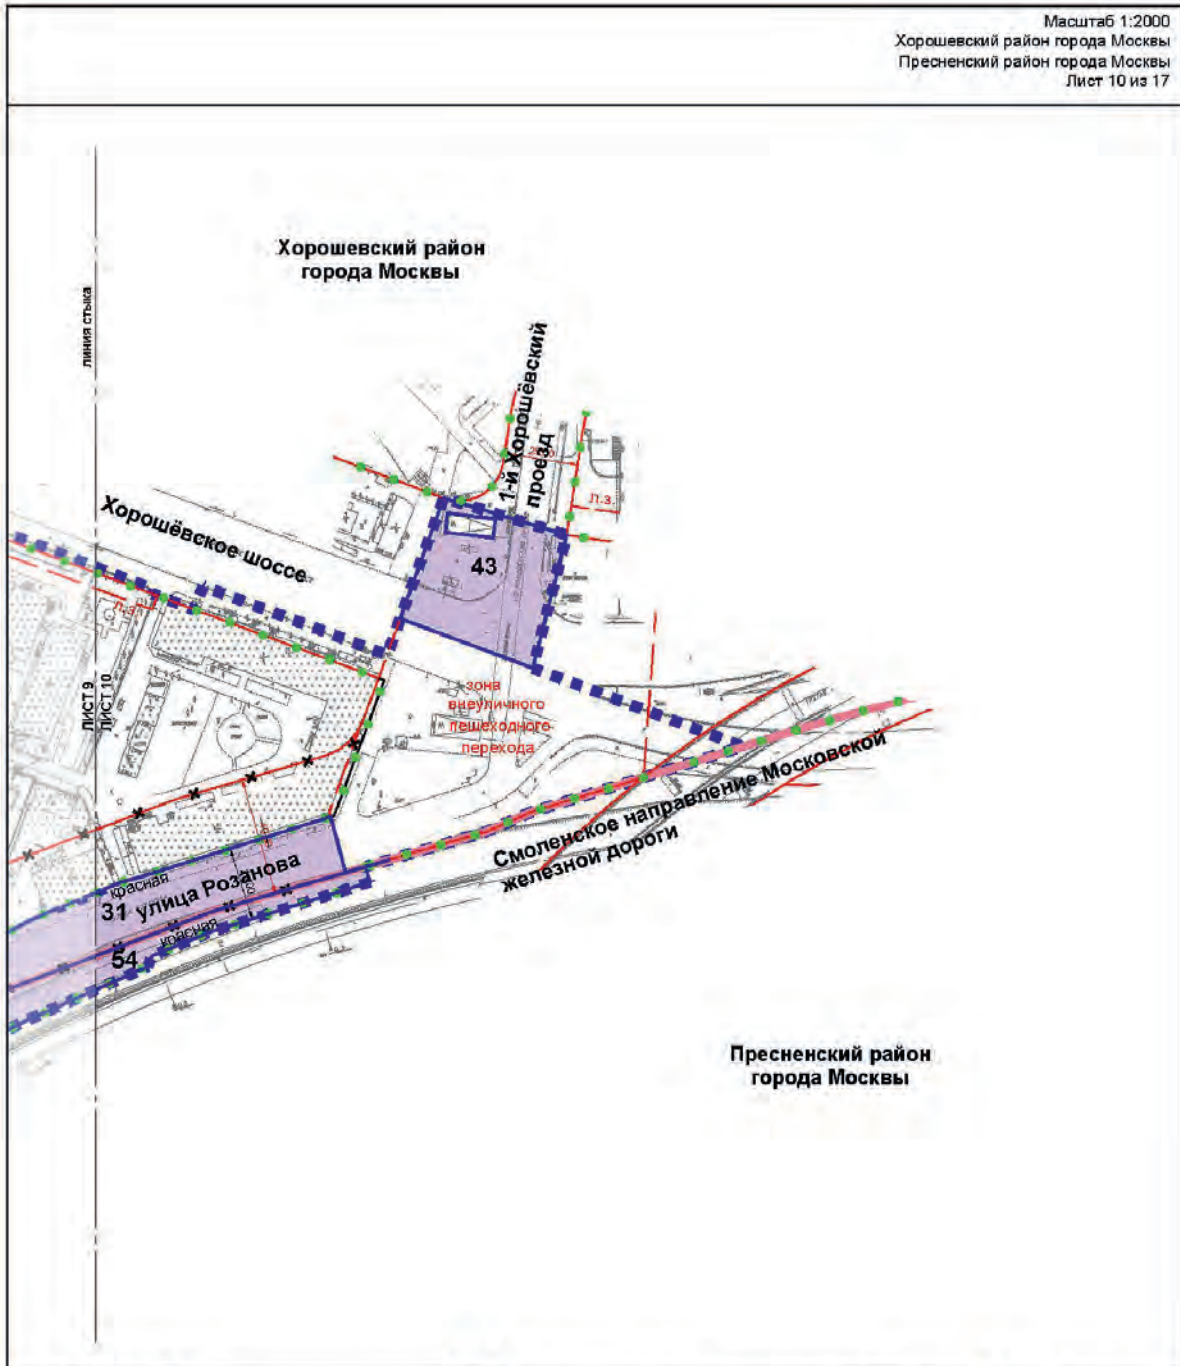 Масштаб 1:2000
Хорошевский район города Москвы
Пресненский район города Москвы
Лист 10 из 17
Хорошевский район
города Москвы
линия стыка
1-й Хорошёвский
проезд
Л.з.
Хорошёвское шоссе
43
Л.з.
ЛИСТ 9
ЛИСТ 10
зона
внеуличного
пешеходного
перехода
Смоленское направление Московской
железной дороги
красная
31 улица Розанова
красная
54
Пресненский район
города Москвы